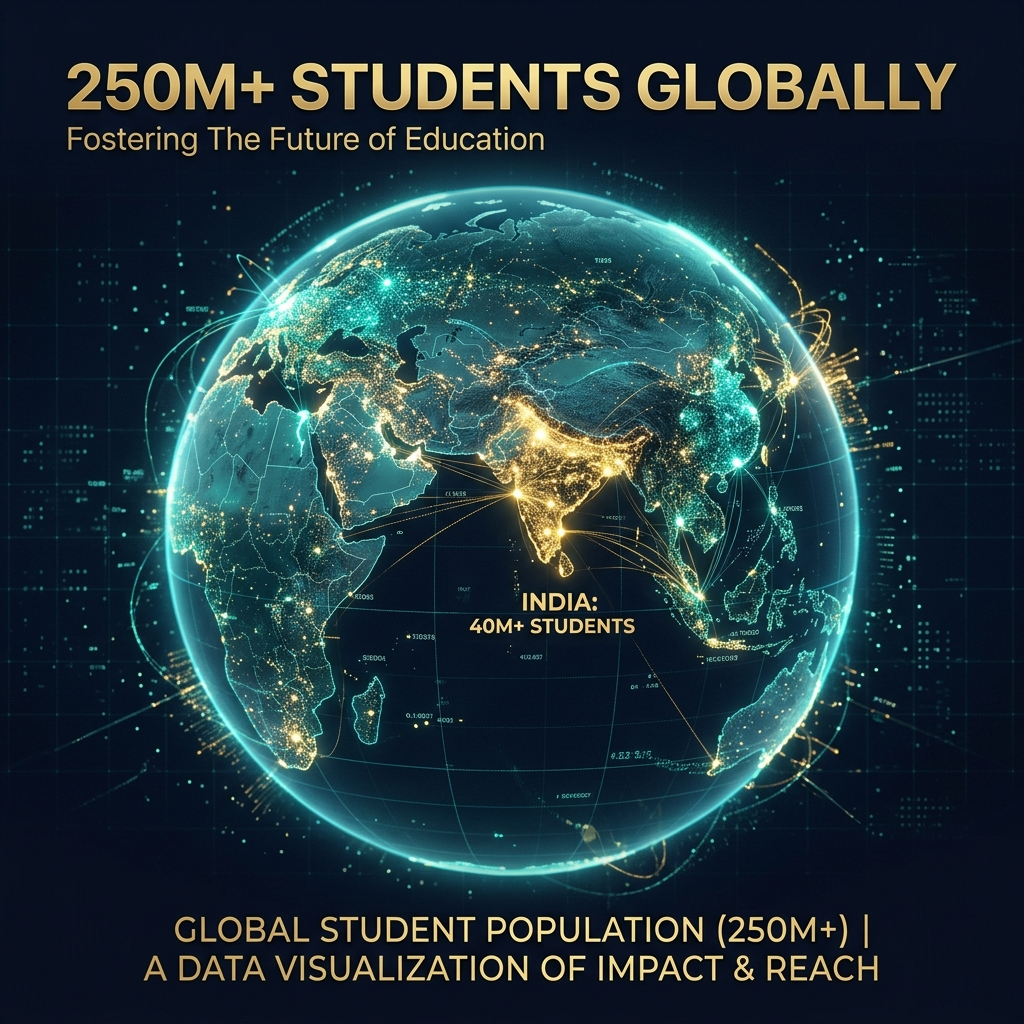 250M+ STUDENTS GLOBALLY
Fostering The Future of Education
INDIA:
40M+ STUDENTS
GLOBAL STUDENT POPULATION (250M+) |
A DATA VISUALIZATION OF IMPACT & REACH